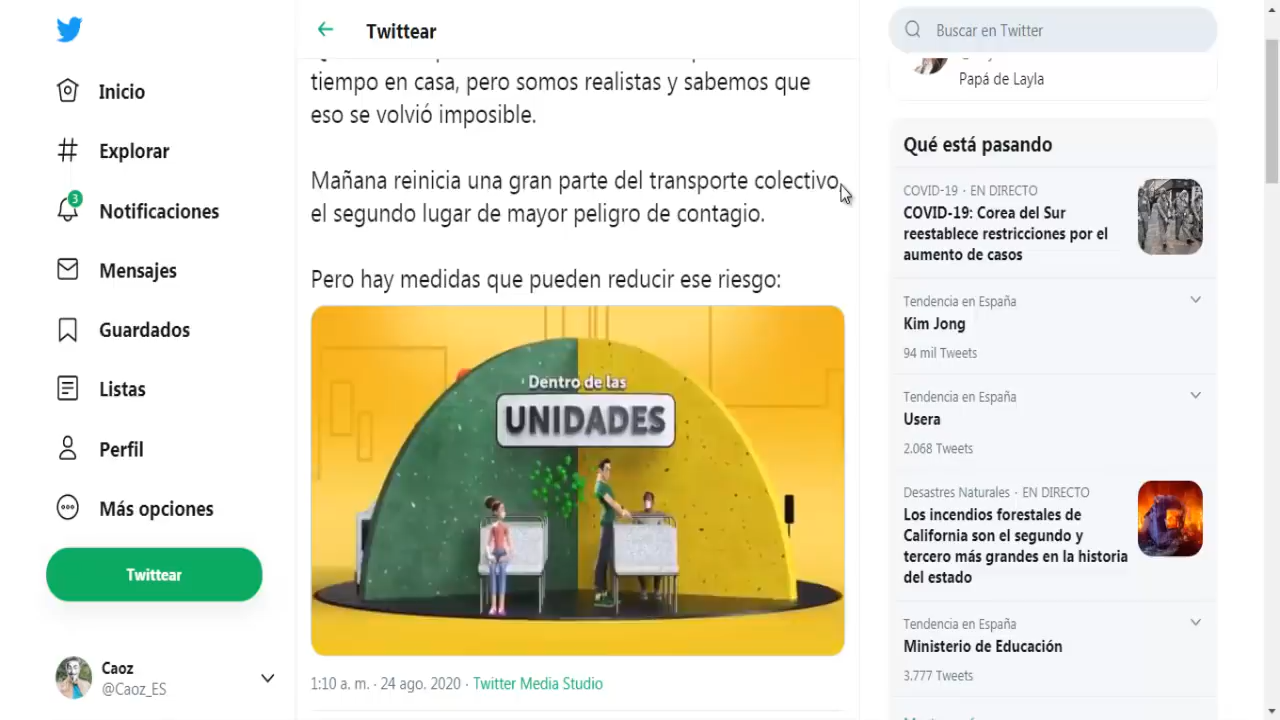 Twittear
Buscar en Twitter
Inicio
Explorar
3
Notificaciones
Mensajes
Guardados
Listas
Perfil
Más opciones
Twittear
Caoz
@Caoz_ES
tiempo en casa, pero somos realistas y sabemos que
eso se volvió imposible.
Mañana reinicia una gran parte del transporte colectivo,
el segundo lugar de mayor peligro de contagio.
Pero hay medidas que pueden reducir ese riesgo:
Dentro de las
UNIDADES
1:10 a. m. · 24 ago. 2020 · Twitter Media Studio
Papá de Layla
Qué está pasando
COVID-19 · EN DIRECTO
COVID-19: Corea del Sur
reestablece restricciones por el
aumento de casos
Tendencia en España
Kim Jong
94 mil Tweets
Tendencia en España
Usera
2.068 Tweets
Desastres Naturales · EN DIRECTO
Los incendios forestales de
California son el segundo y
tercero más grandes en la historia
del estado
Tendencia en España
Ministerio de Educación
3.777 Tweets